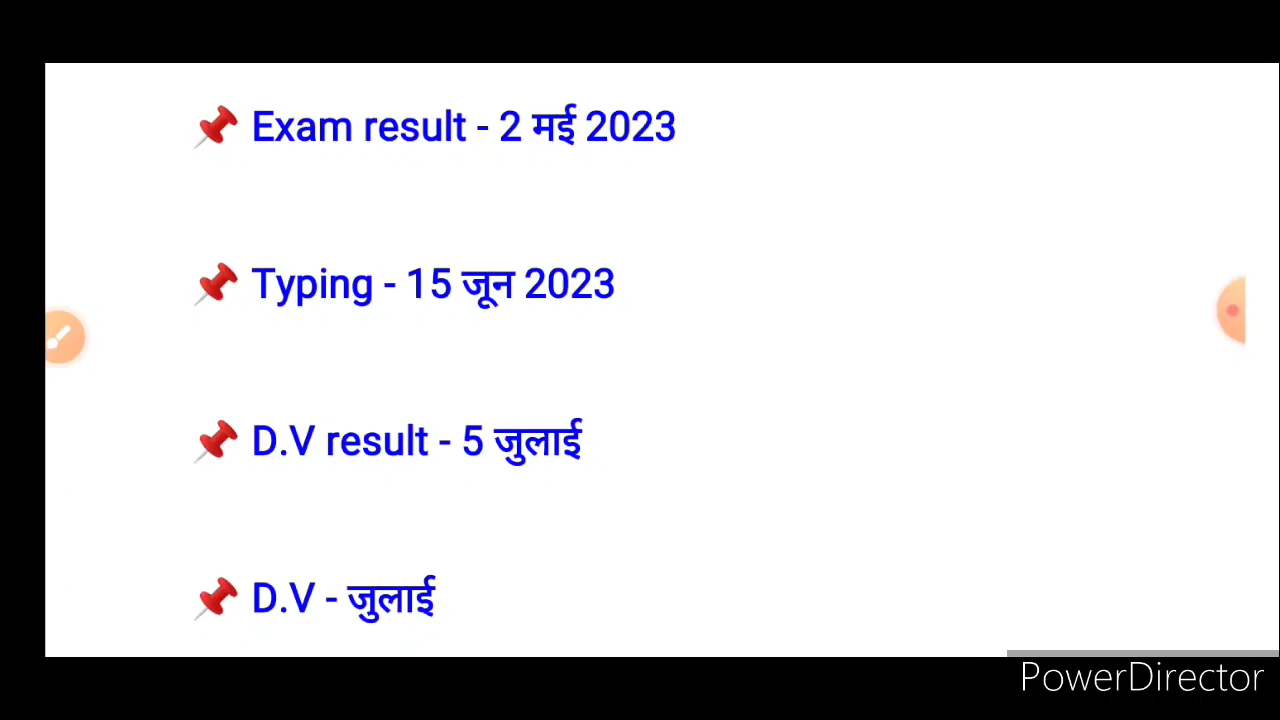 📌 Exam result - 2 मई 2023
📌 Typing - 15 जून 2023
📌 D.V result - 5 जुलाई
📌 D.V - जुलाई
PowerDirector